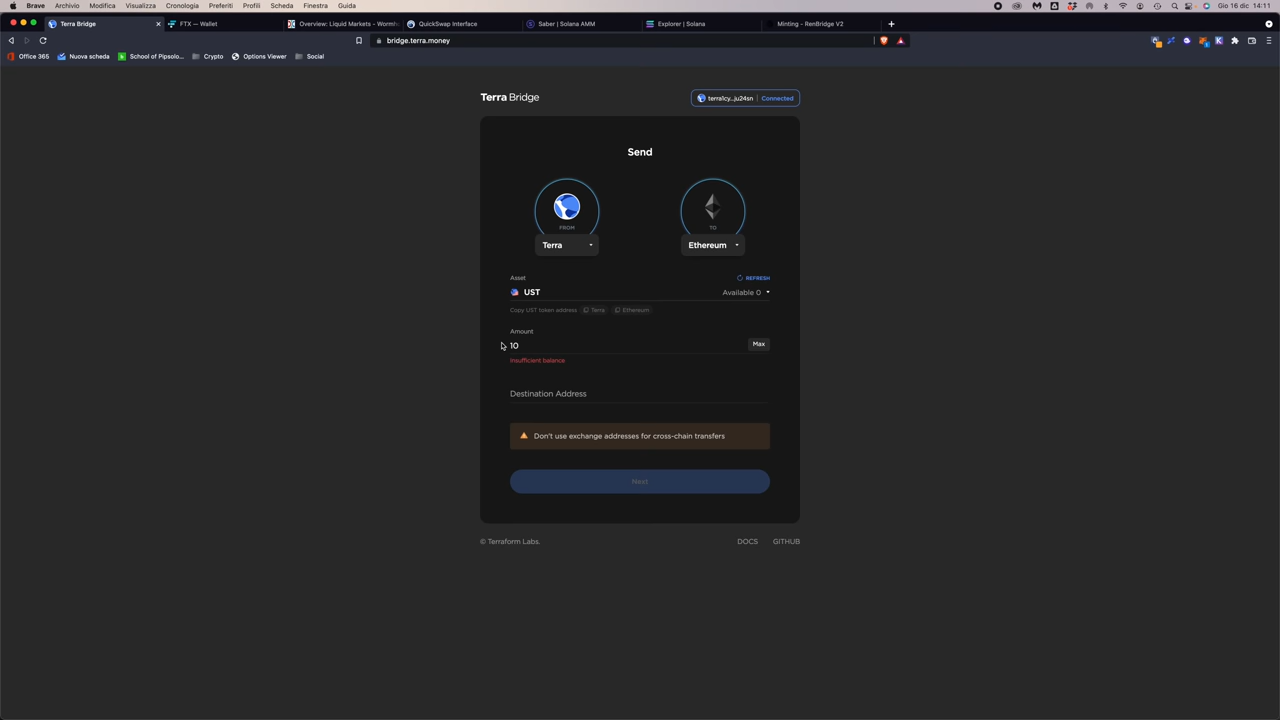 Brave Archivio Modifica Visualizza Cronologia Preferiti Profili Scheda Finestra Guida Gio 16 dic 14:11
Terra Bridge FTX — Wallet Overview: Liquid Markets - Wormh QuickSwap Interface Saber | Solana AMM Explorer | Solana Minting - RenBridge V2
bridge.terra.money
Office 365 Nuova scheda School of Pipsolo... Crypto Options Viewer Social
Terra Bridge terra1cy...ju24sn Connected
Send
FROM TO
Terra Ethereum
Asset REFRESH
UST Available 0
Copy UST token address Terra Ethereum
Amount
10 Max
Insufficient balance
Destination Address
Don't use exchange addresses for cross-chain transfers
Next
© Terraform Labs. DOCS GITHUB